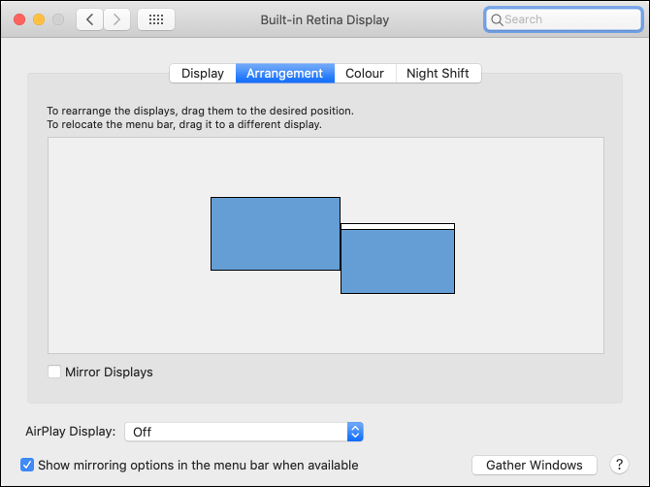 Built-in Retina Display
Search
Display Arrangement Colour Night Shift
To rearrange the displays, drag them to the desired position.
To relocate the menu bar, drag it to a different display.
Mirror Displays
AirPlay Display: Off
Show mirroring options in the menu bar when available
Gather Windows ?